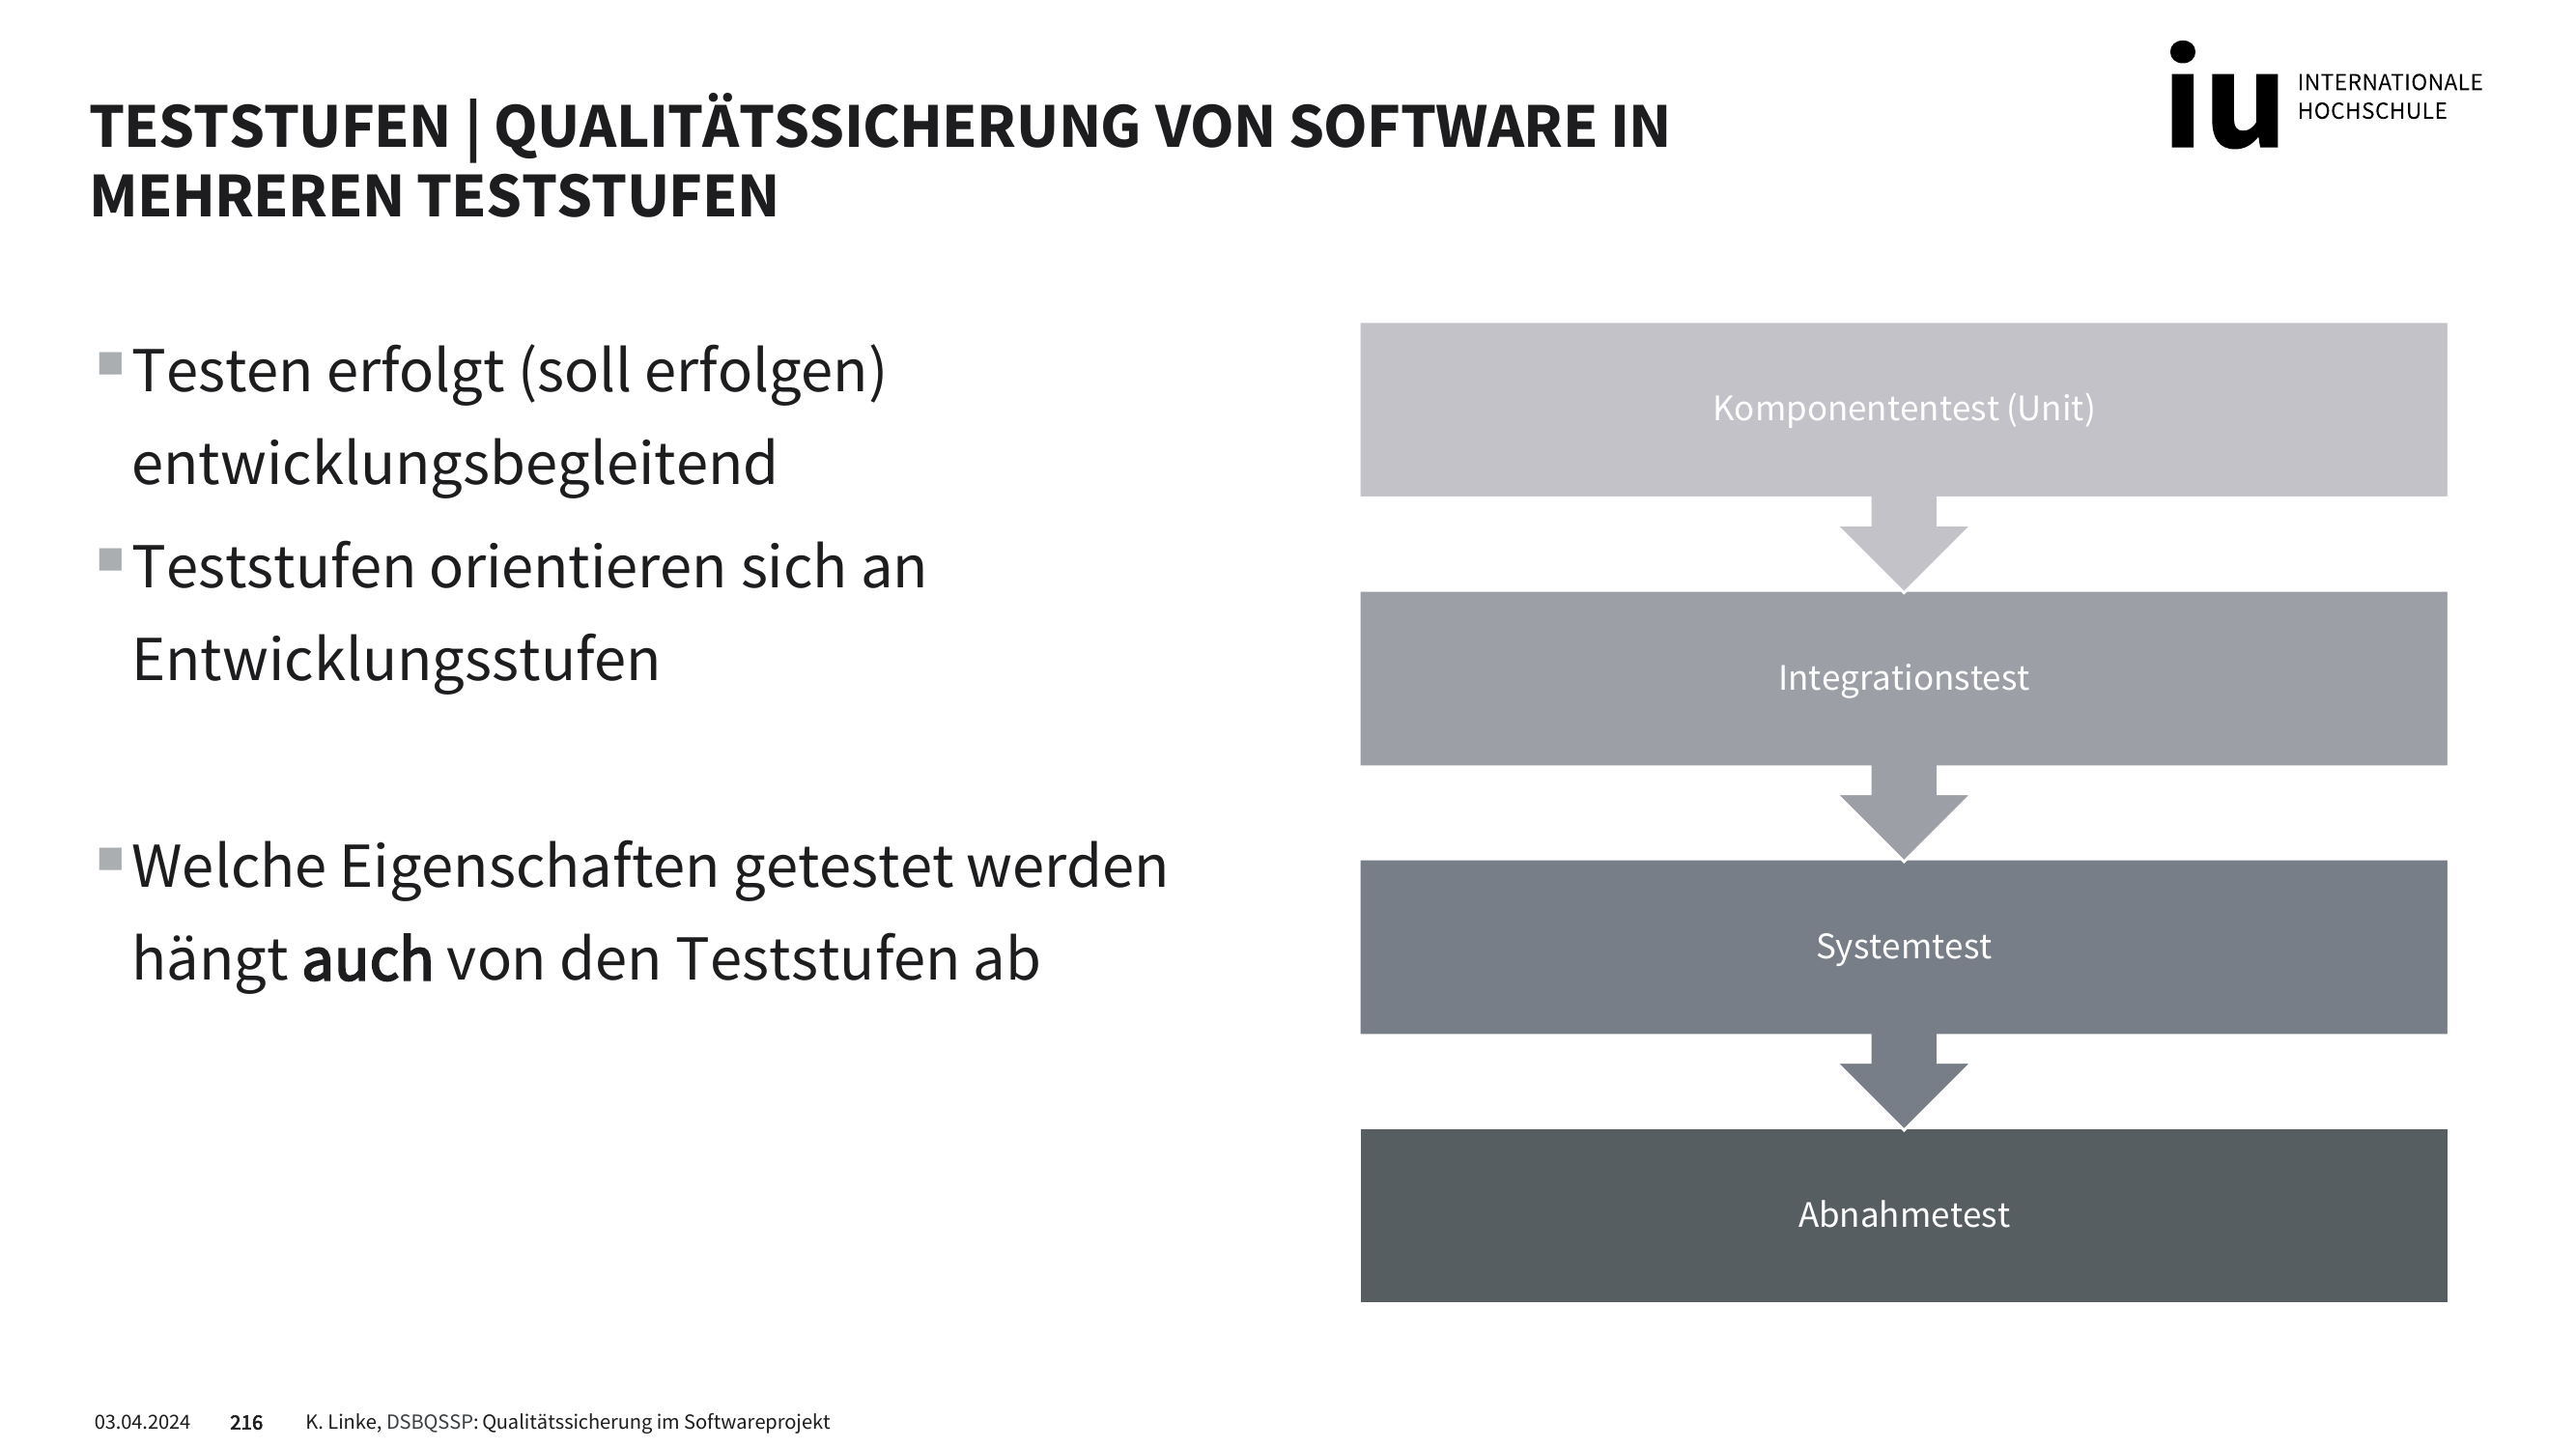 TESTSTUFEN | QUALITÄTSSICHERUNG VON SOFTWARE IN
MEHREREN TESTSTUFEN
iu INTERNATIONALE
HOCHSCHULE
Testen erfolgt (soll erfolgen)
entwicklungsbegleitend
Teststufen orientieren sich an
Entwicklungsstufen
Welche Eigenschaften getestet werden
hängt auch von den Teststufen ab
Komponententest (Unit)
Integrationstest
Systemtest
Abnahmetest
03.04.2024 216 K. Linke, DSBQSSP: Qualitätssicherung im Softwareprojekt